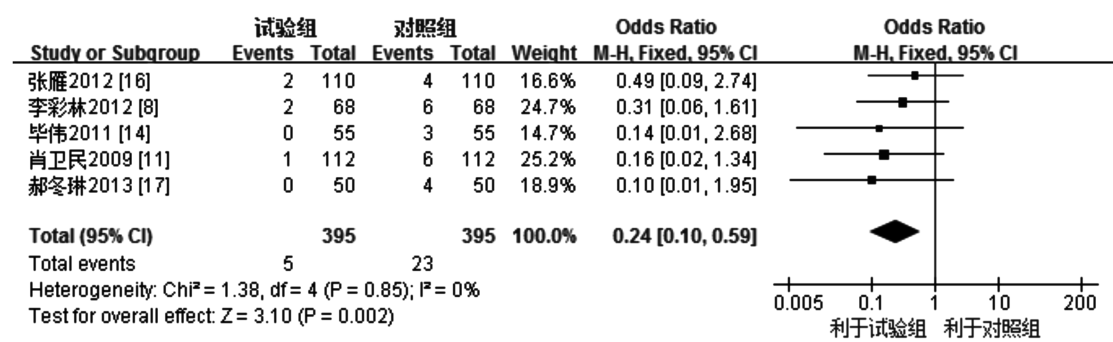 试验组 对照组 Odds Ratio Odds Ratio
Study or Subgroup Events Total Events Total Weight M-H, Fixed, 95% CI M-H, Fixed, 95% CI
张雁2012 [16] 2 110 4 110 16.6% 0.49 [0.09, 2.74]
李彩林2012 [8] 2 68 6 68 24.7% 0.31 [0.06, 1.61]
毕伟2011 [14] 0 55 3 55 14.7% 0.14 [0.01, 2.68]
肖卫民2009 [11] 1 112 6 112 25.2% 0.16 [0.02, 1.34]
郝冬琳2013 [17] 0 50 4 50 18.9% 0.10 [0.01, 1.95]
Total (95% CI) 395 395 100.0% 0.24 [0.10, 0.59]
Total events 5 23
Heterogeneity: Chi² = 1.38, df = 4 (P = 0.85); I² = 0%
Test for overall effect: Z = 3.10 (P = 0.002)
0.005 0.1 1 10 200
利于试验组 利于对照组